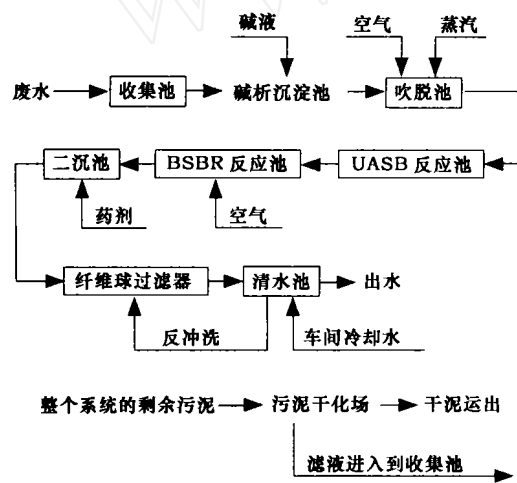 碱液 空气 蒸汽
废水 收集池 碱析沉淀池 吹脱池
二沉池 BSBR 反应池 UASB 反应池
药剂 空气
纤维球过滤器 清水池 出水
反冲洗 车间冷却水
整个系统的剩余污泥 污泥干化场 干泥运出
滤液进入到收集池